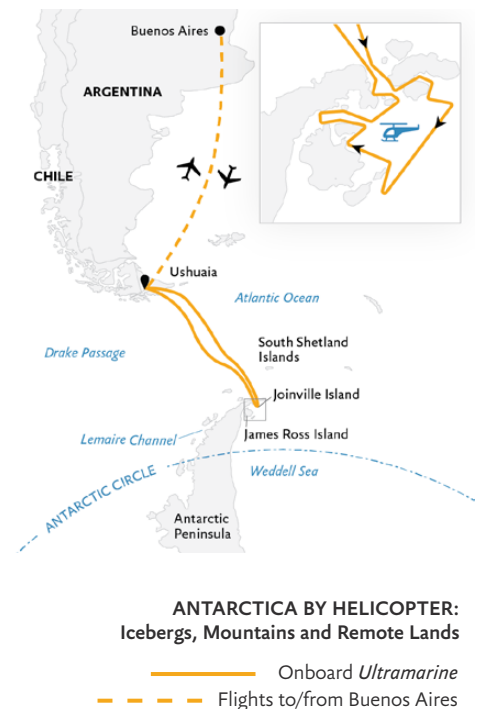 Buenos Aires
ARGENTINA
CHILE
Ushuaia
Atlantic Ocean
Drake Passage
South Shetland
Islands
Joinville Island
James Ross Island
Lemaire Channel
Weddell Sea
ANTARCTIC CIRCLE
Antarctic
Peninsula
ANTARCTICA BY HELICOPTER:
Icebergs, Mountains and Remote Lands
Onboard Ultramarine
Flights to/from Buenos Aires